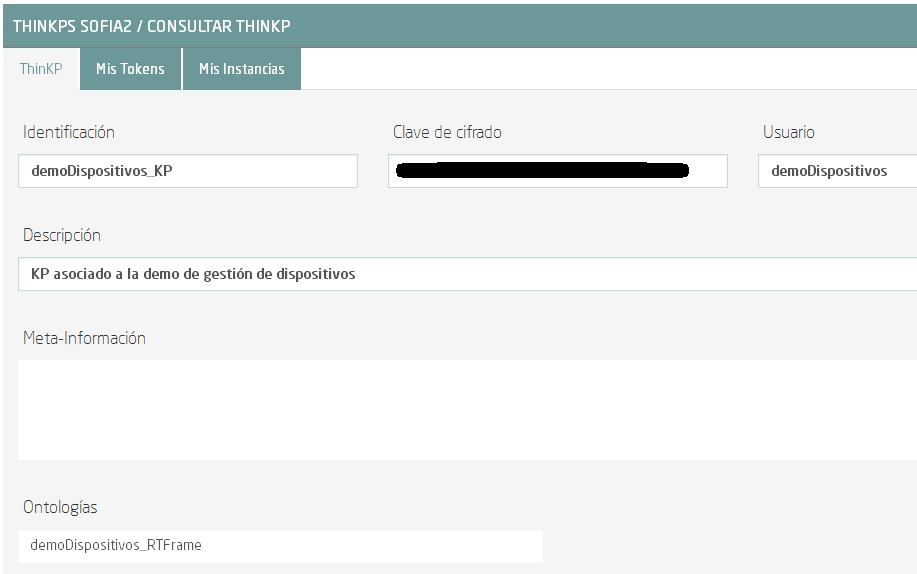 THINKPS SOFIA2 / CONSULTAR THINKP
ThinKP Mis Tokens Mis Instancias
Identificación Clave de cifrado Usuario
demoDispositivos_KP demoDispositivos
Descripción
KP asociado a la demo de gestión de dispositivos
Meta-Información
Ontologías
demoDispositivos_RTFrame